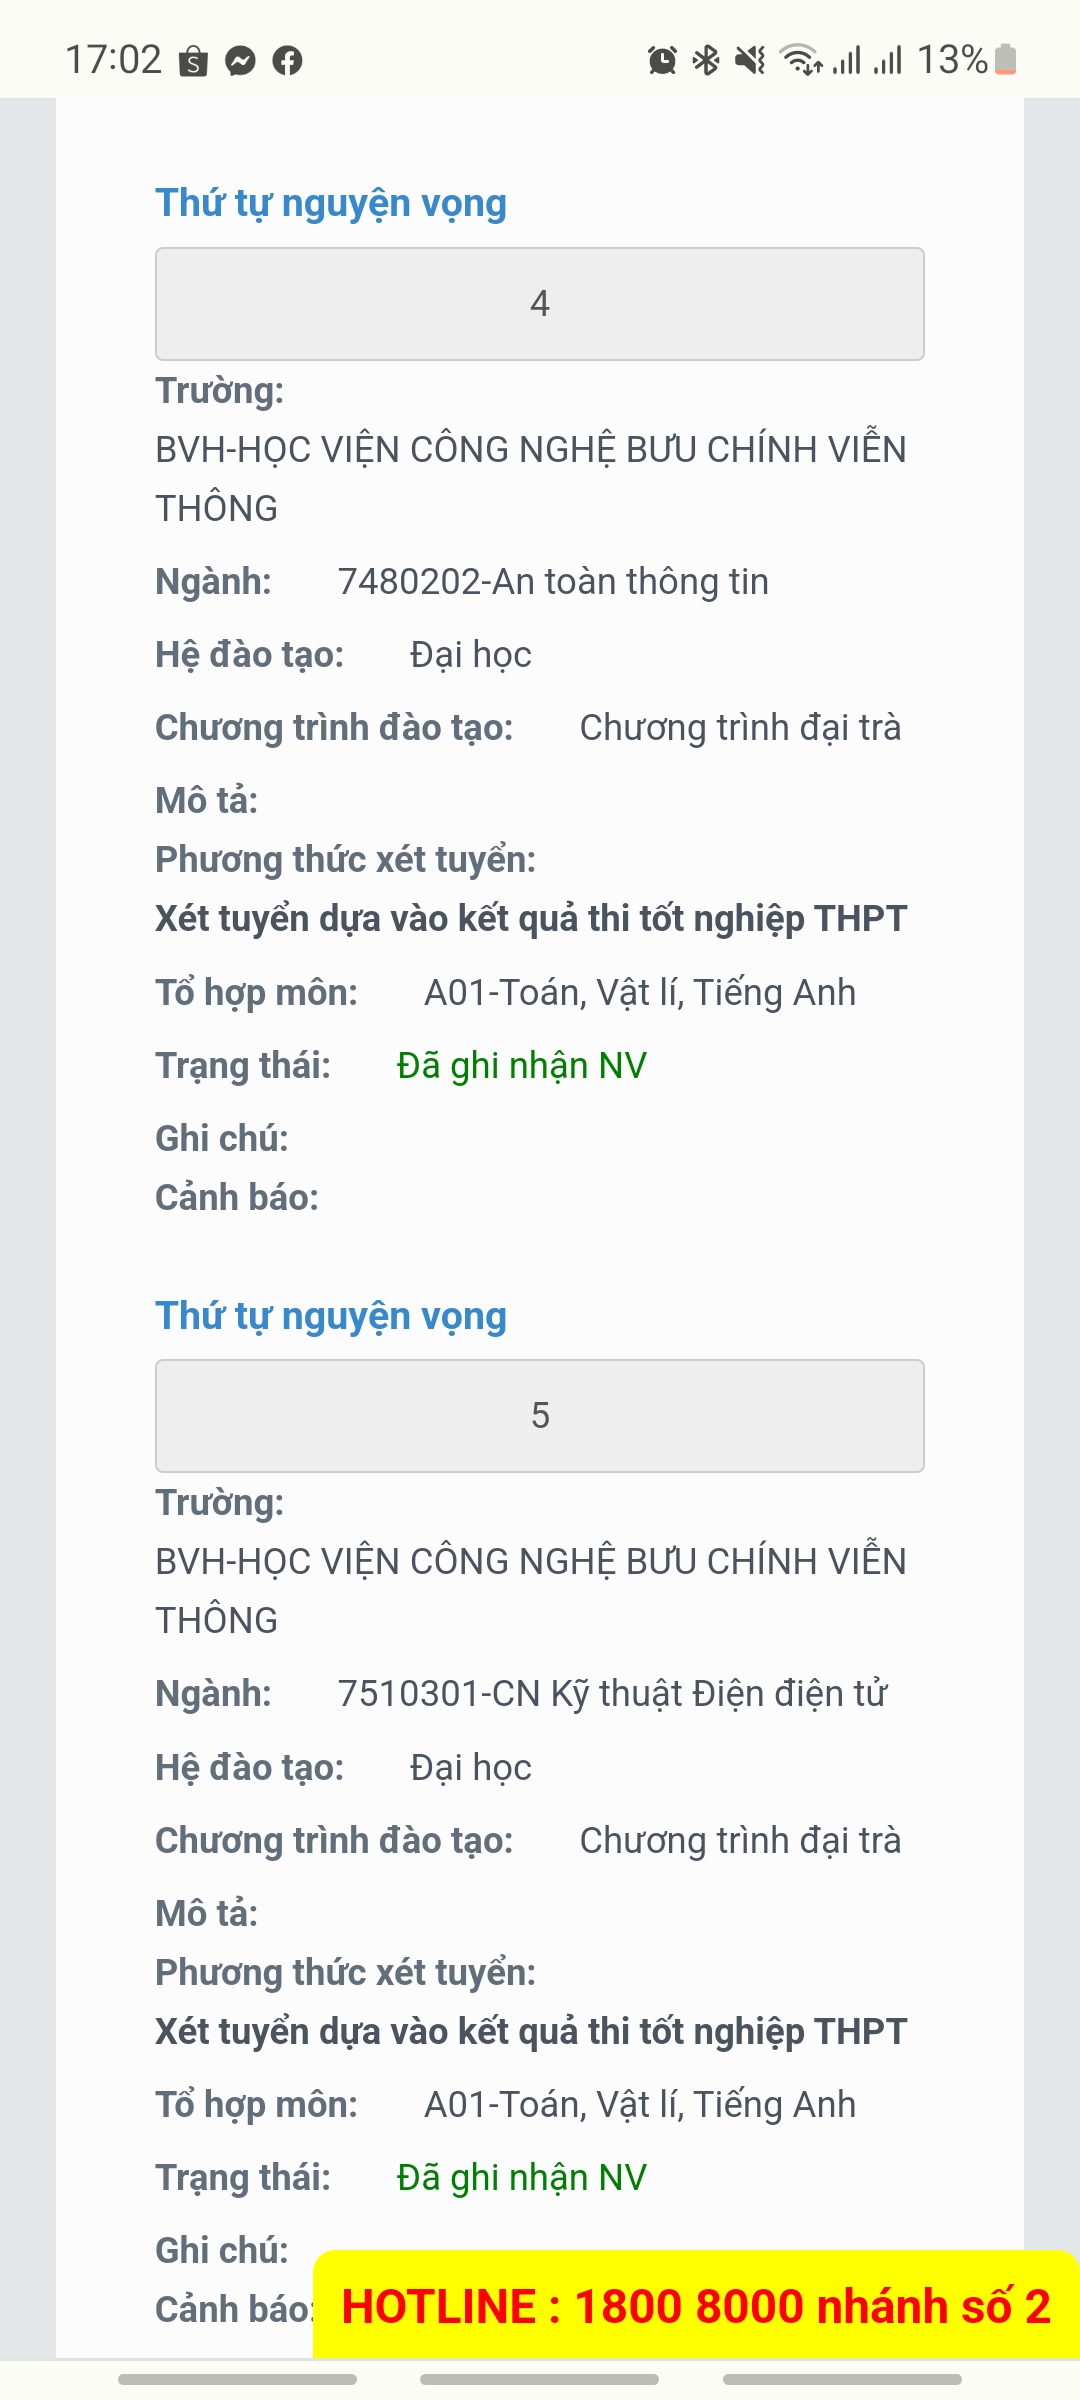 17:02
13%
Thứ tự nguyện vọng
4
Trường:
BVH-HỌC VIỆN CÔNG NGHỆ BƯU CHÍNH VIỄN
THÔNG
Ngành: 7480202-An toàn thông tin
Hệ đào tạo: Đại học
Chương trình đào tạo: Chương trình đại trà
Mô tả:
Phương thức xét tuyển:
Xét tuyển dựa vào kết quả thi tốt nghiệp THPT
Tổ hợp môn: A01-Toán, Vật lí, Tiếng Anh
Trạng thái: Đã ghi nhận NV
Ghi chú:
Cảnh báo:
Thứ tự nguyện vọng
5
Trường:
BVH-HỌC VIỆN CÔNG NGHỆ BƯU CHÍNH VIỄN
THÔNG
Ngành: 7510301-CN Kỹ thuật Điện điện tử
Hệ đào tạo: Đại học
Chương trình đào tạo: Chương trình đại trà
Mô tả:
Phương thức xét tuyển:
Xét tuyển dựa vào kết quả thi tốt nghiệp THPT
Tổ hợp môn: A01-Toán, Vật lí, Tiếng Anh
Trạng thái: Đã ghi nhận NV
Ghi chú:
Cảnh báo:
HOTLINE : 1800 8000 nhánh số 2